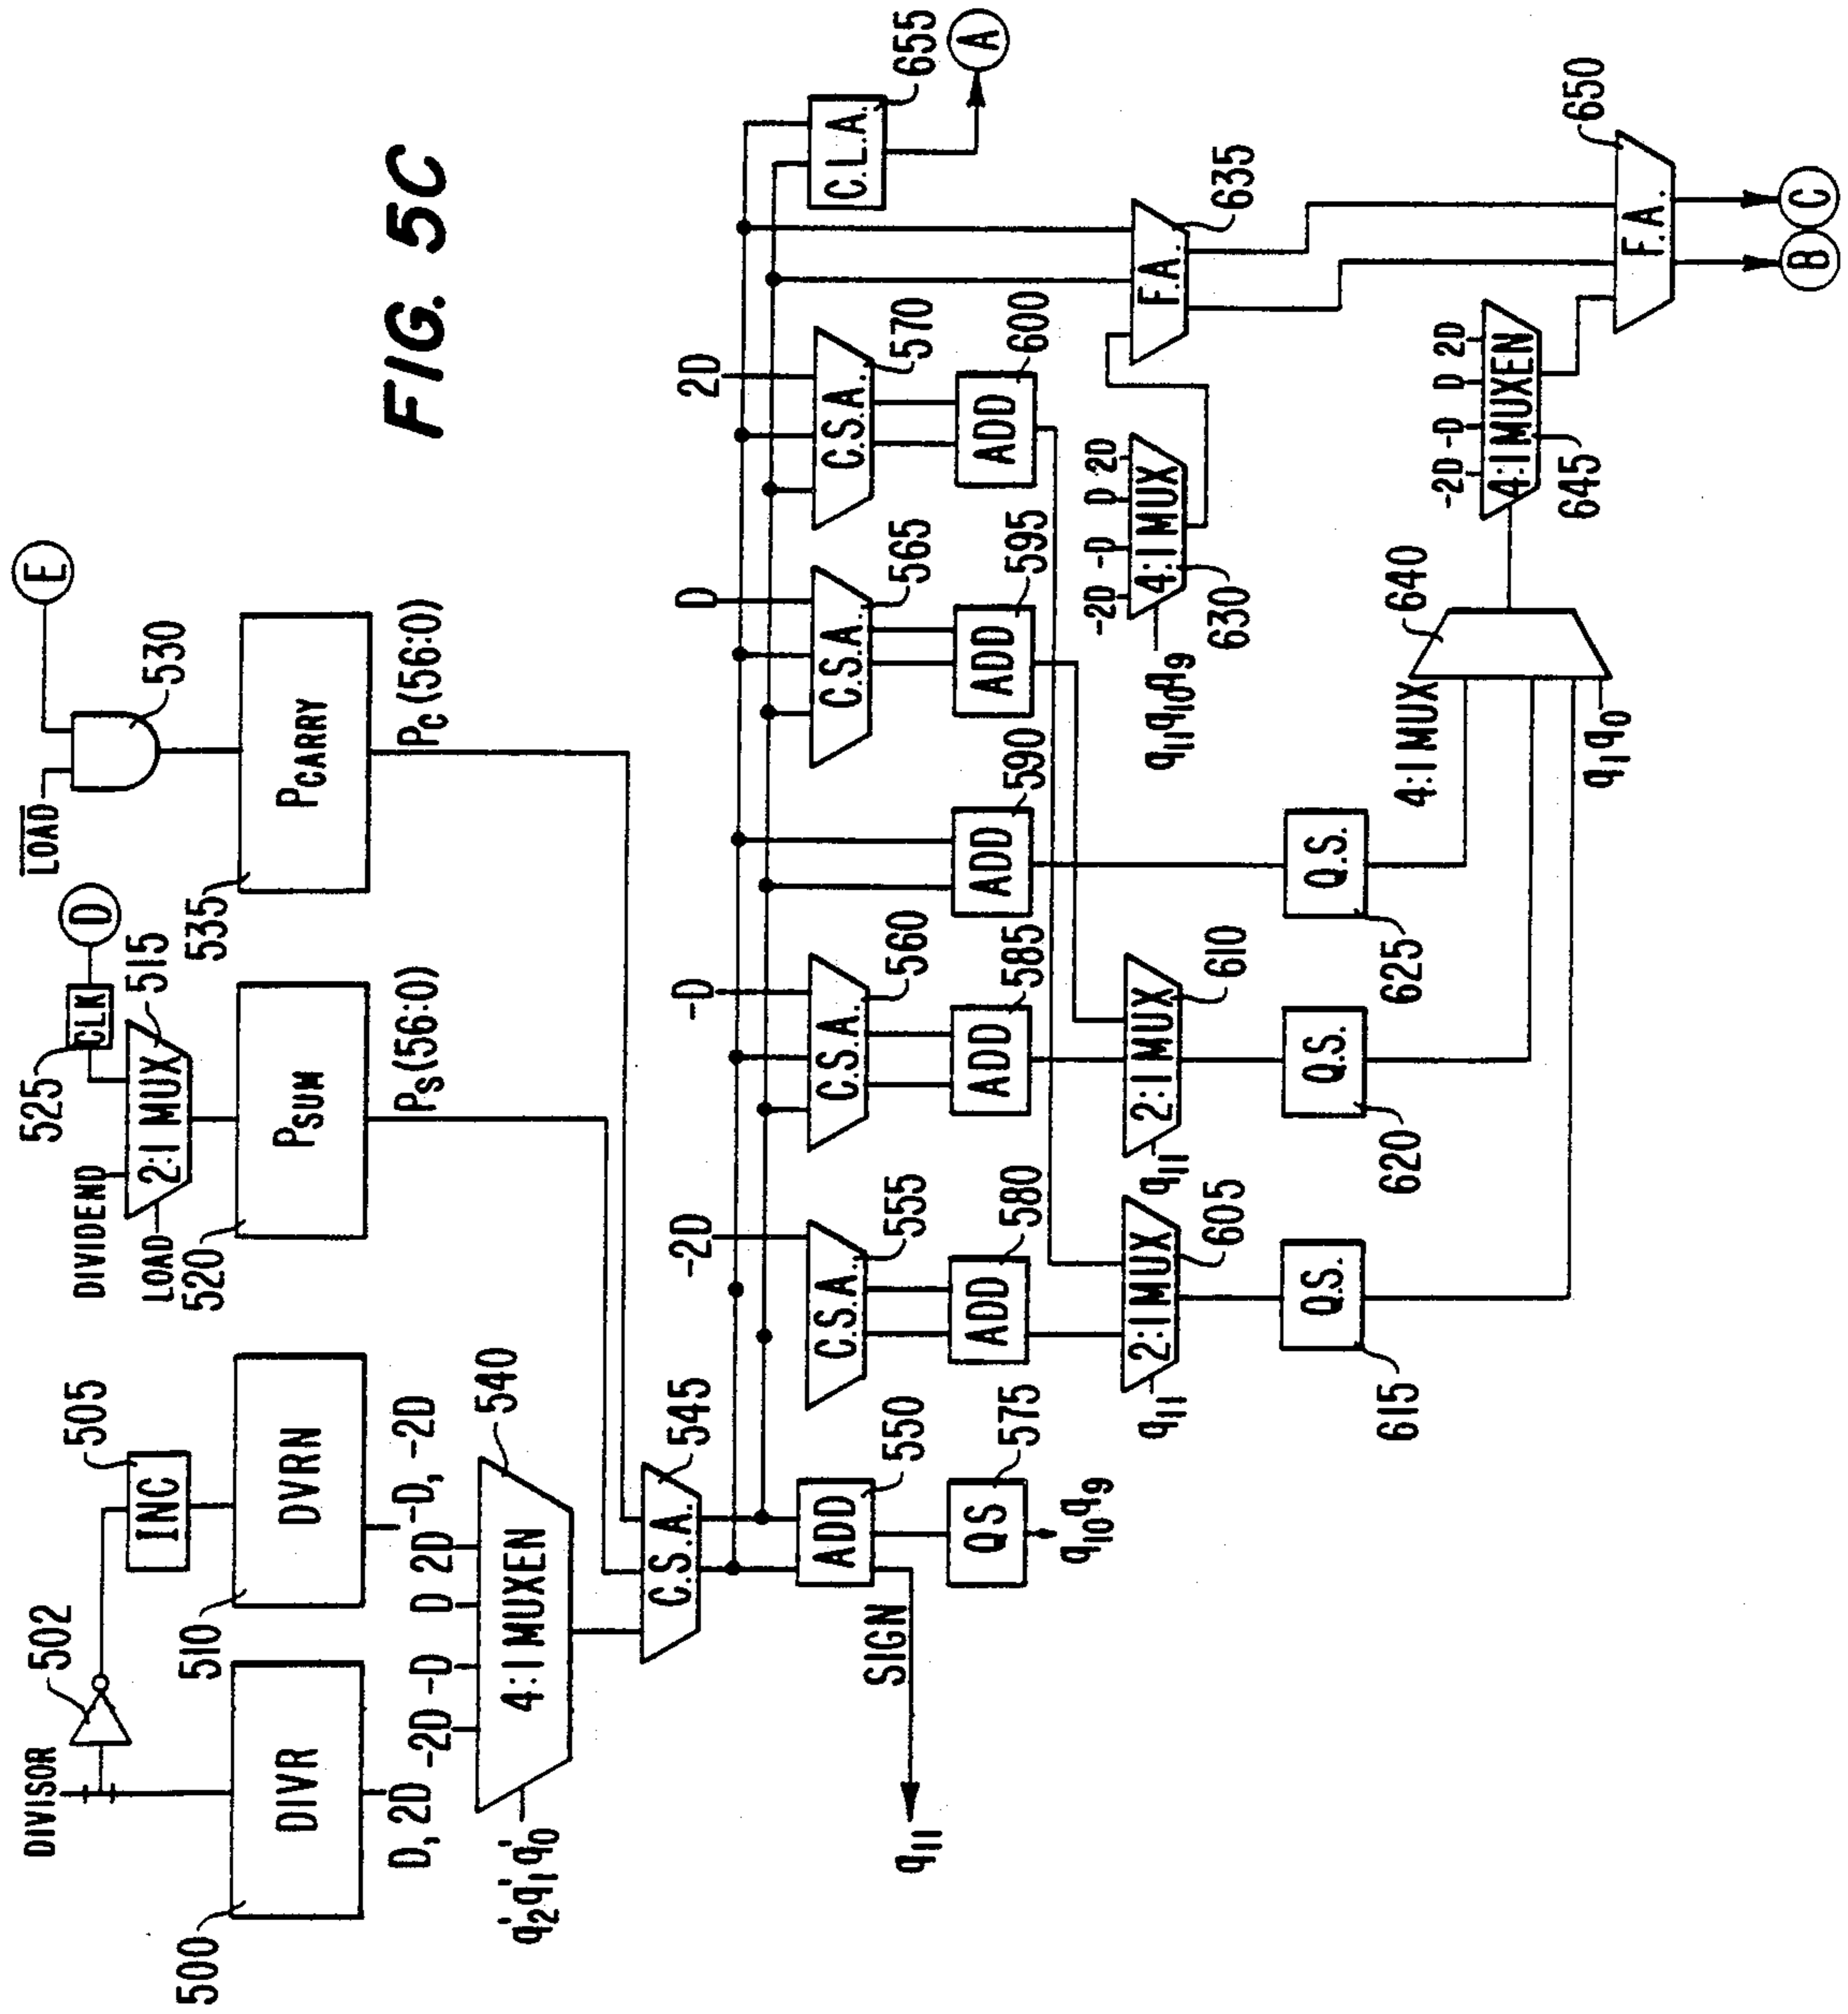 FIG. 5C
DIVISOR
502
505
INC
500
DIVR
D, 2D
510
DVRN
-D, -2D
DIVIDEND
525
CLK
D
2:1 MUX
515
LOAD
520
PSUM
PS(56:0)
LOAD
E
530
535
PCARRY
PC(56:0)
-2D -D D 2D
4:1 MUXEN
540
q'2q'1q'0
C.S.A.
545
ADD
550
SIGN
q11
QS
575
q10q9
-2D
C.S.A.
555
ADD
580
-D
C.S.A.
560
ADD
585
ADD
590
D
C.S.A.
565
ADD
595
2D
C.S.A.
570
ADD
600
C.L.A.
655
A
2:1 MUX
605
q11
2:1 MUX
610
q11
Q.S.
615
Q.S.
620
Q.S.
625
-2D -D D 2D
4:1 MUX
630
q11q10q9
F.A.
635
4:1 MUX
640
q1q0
-2D -D D 2D
4:1 MUXEN
645
F.A.
650
B
C